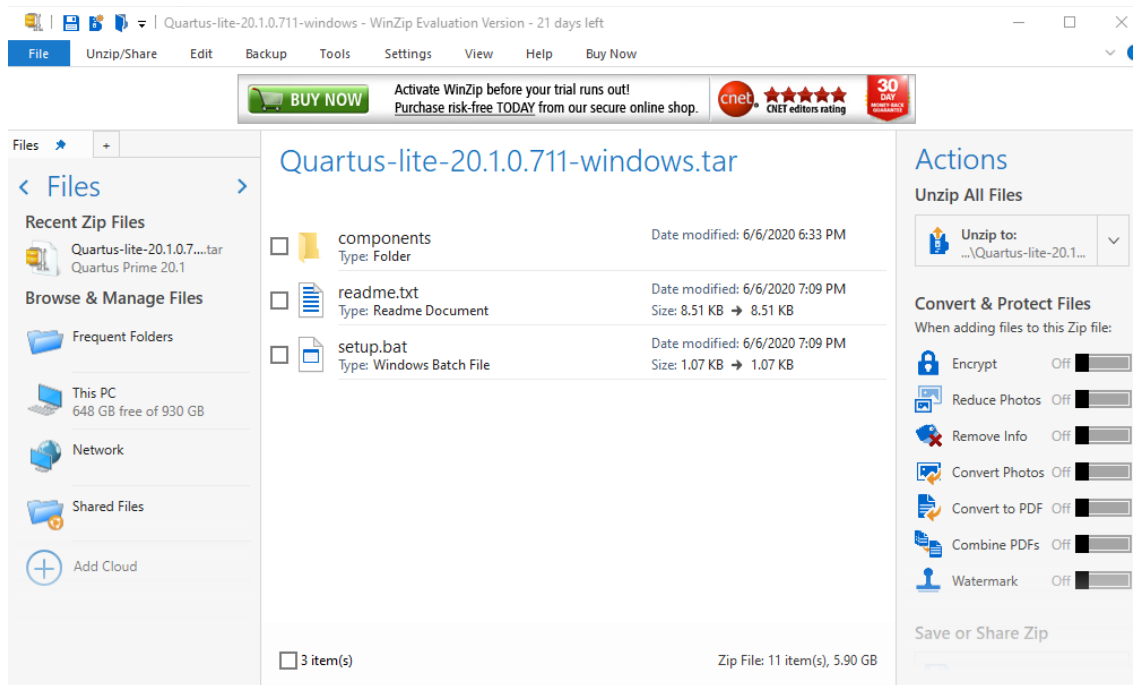 Quartus-lite-20.1.0.711-windows - WinZip Evaluation Version - 21 days left
File Unzip/Share Edit Backup Tools Settings View Help Buy Now
BUY NOW
Activate WinZip before your trial runs out!
Purchase risk-free TODAY from our secure online shop.
cnet
CNET editors rating
30
DAY
MONEY-BACK
GUARANTEE
Files +
Files
Recent Zip Files
Quartus-lite-20.1.0.7....tar
Quartus Prime 20.1
Browse & Manage Files
Frequent Folders
This PC
648 GB free of 930 GB
Network
Shared Files
Add Cloud
Quartus-lite-20.1.0.711-windows.tar
components Date modified: 6/6/2020 6:33 PM
Type: Folder
readme.txt Date modified: 6/6/2020 7:09 PM
Type: Readme Document Size: 8.51 KB → 8.51 KB
setup.bat Date modified: 6/6/2020 7:09 PM
Type: Windows Batch File Size: 1.07 KB → 1.07 KB
3 item(s) Zip File: 11 item(s), 5.90 GB
Actions
Unzip All Files
Unzip to:
...\Quartus-lite-20.1...
Convert & Protect Files
When adding files to this Zip file:
Encrypt Off
Reduce Photos Off
Remove Info Off
Convert Photos Off
Convert to PDF Off
Combine PDFs Off
Watermark Off
Save or Share Zip